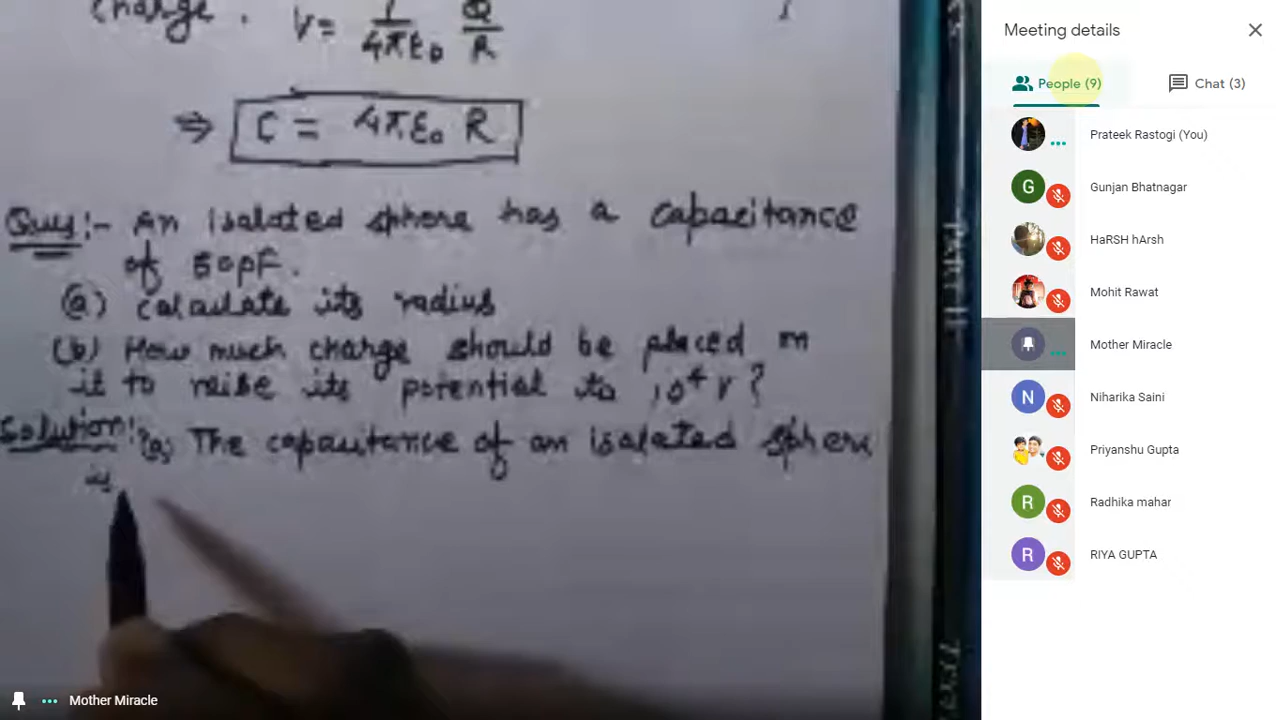 charge. V = 1/4πε₀ Q/R
⇒ C = 4πε₀ R
Ques:- An isolated sphere has a capacitance
of 50pF.
(a) calculate its radius
(b) How much charge should be placed on
it to raise its potential to 10⁴ V?
Solution:- (a) The capacitance of an isolated sphere
is
Mother Miracle
Meeting details
People (9)
Chat (3)
Prateek Rastogi (You)
G
Gunjan Bhatnagar
HaRSH hArsh
Mohit Rawat
Mother Miracle
N
Niharika Saini
Priyanshu Gupta
R
Radhika mahar
R
RIYA GUPTA